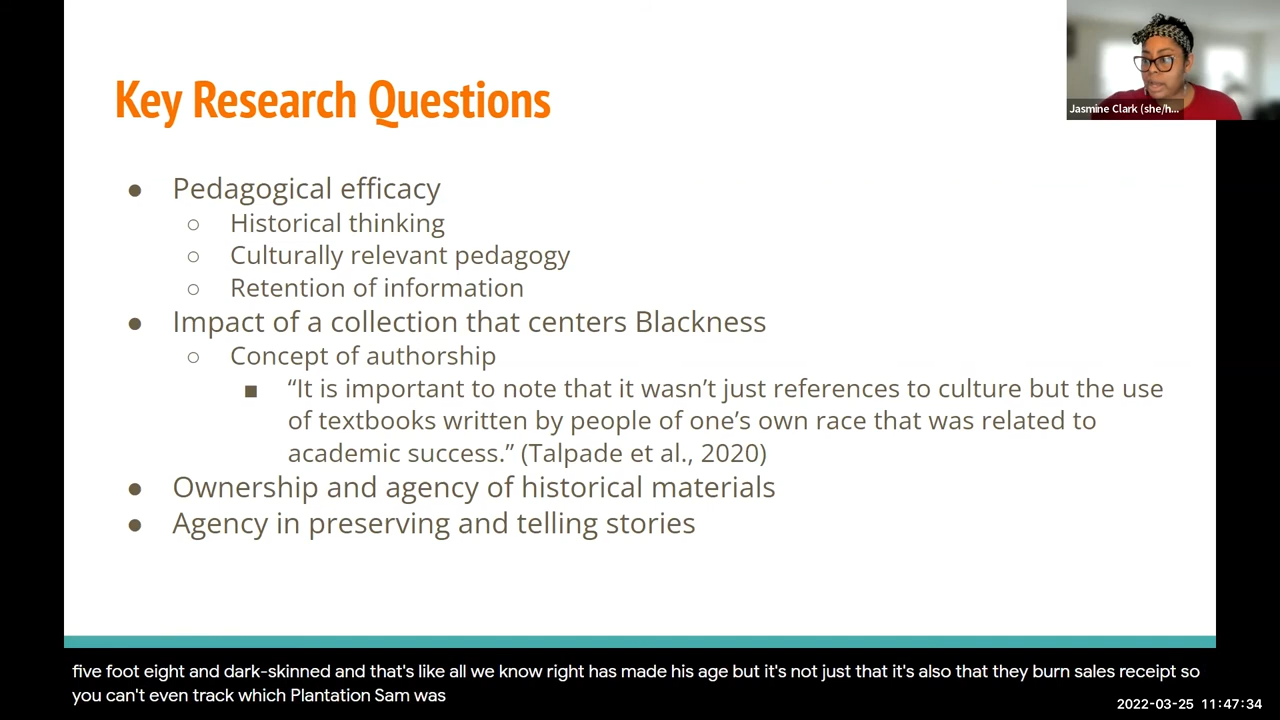 Key Research Questions
Jasmine Clark (she/h...
● Pedagogical efficacy
○ Historical thinking
○ Culturally relevant pedagogy
○ Retention of information
● Impact of a collection that centers Blackness
○ Concept of authorship
■ “It is important to note that it wasn’t just references to culture but the use
of textbooks written by people of one’s own race that was related to
academic success.” (Talpade et al., 2020)
● Ownership and agency of historical materials
● Agency in preserving and telling stories
five foot eight and dark-skinned and that's like all we know right has made his age but it's not just that it's also that they burn sales receipt so
you can't even track which Plantation Sam was
2022-03-25 11:47:34